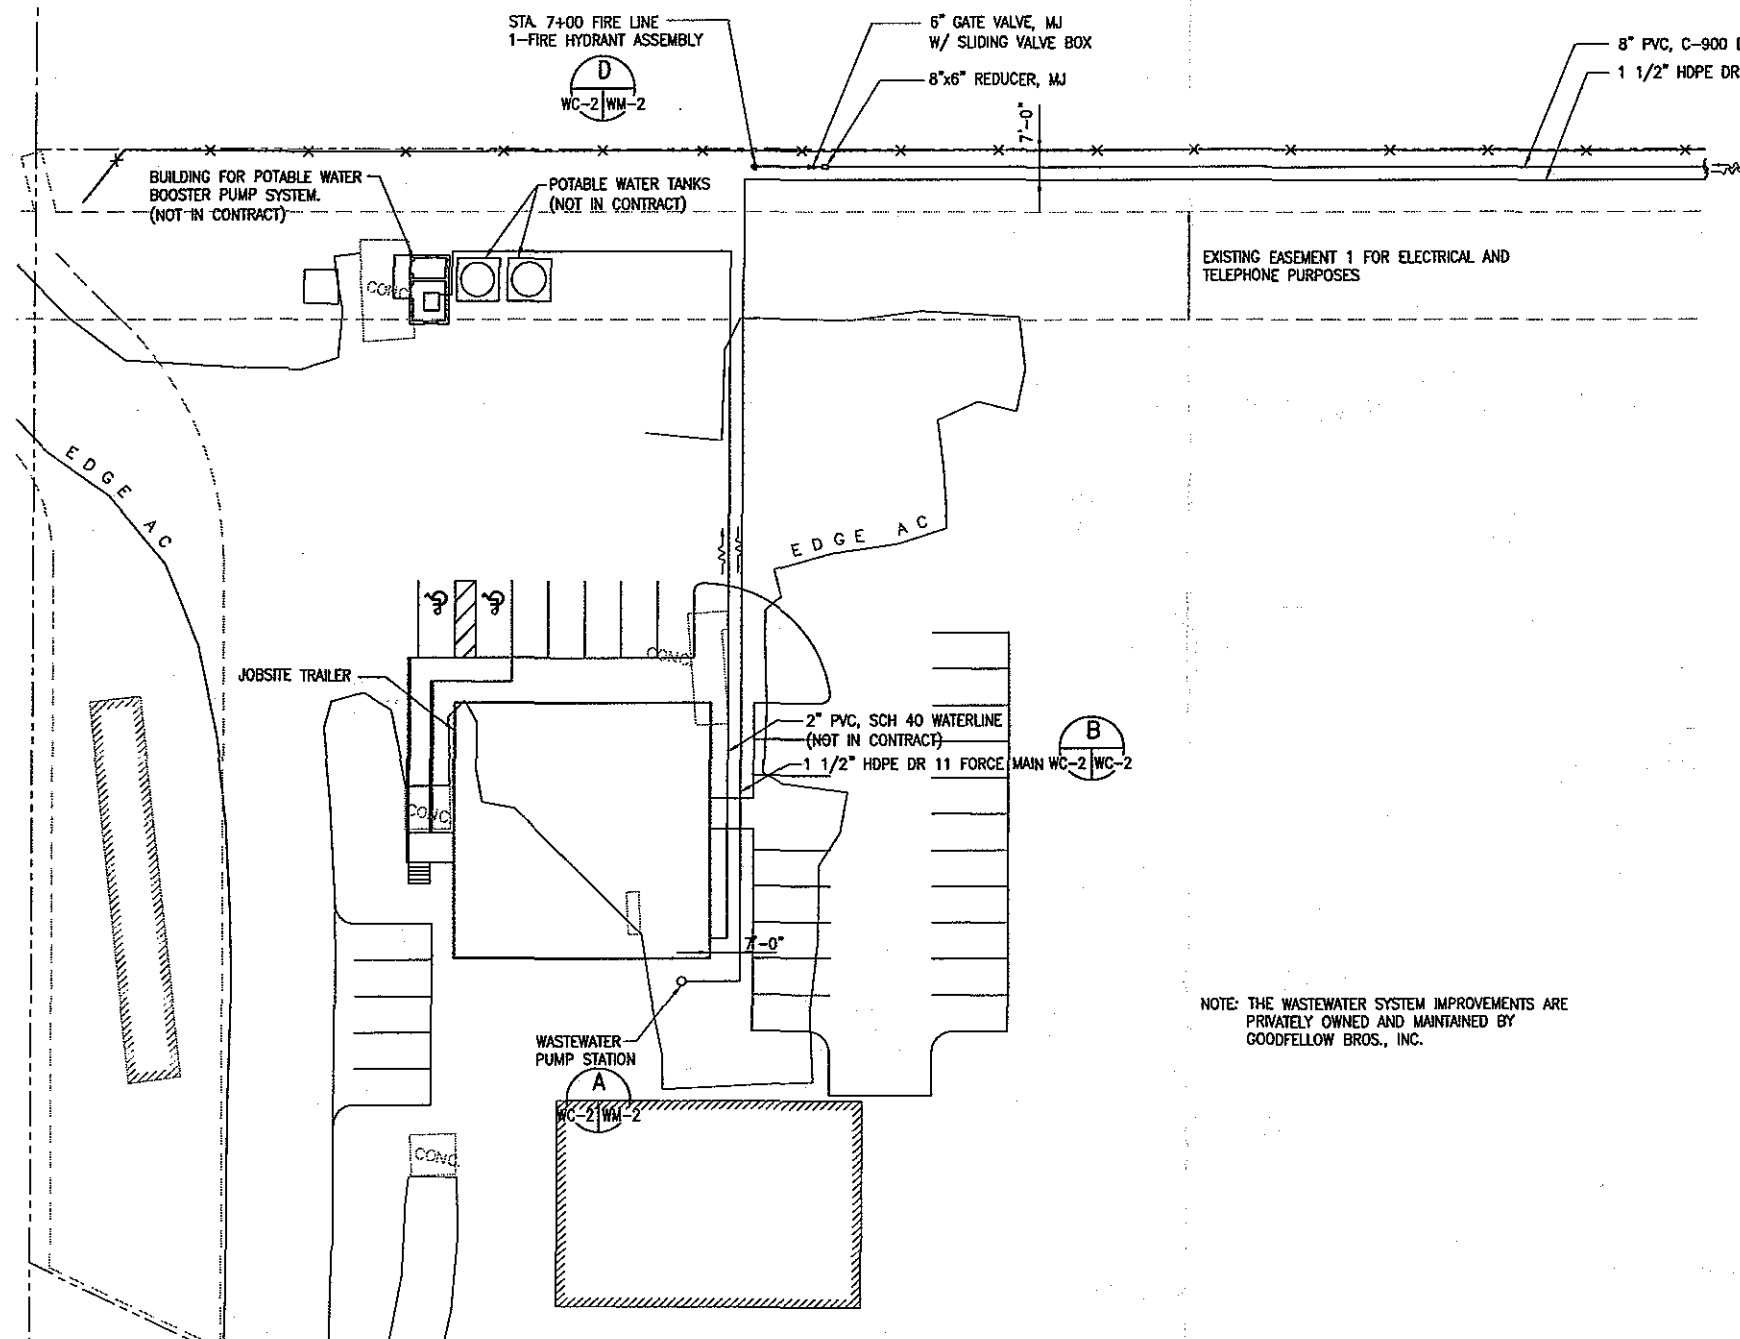 STA. 7+00 FIRE LINE
1-FIRE HYDRANT ASSEMBLY
D
WC-2 WM-2
6" GATE VALVE, MJ
W/ SLIDING VALVE BOX
8"x6" REDUCER, MJ
7'-0"
8" PVC, C-900
1 1/2" HDPE DR
BUILDING FOR POTABLE WATER
BOOSTER PUMP SYSTEM.
(NOT IN CONTRACT)
POTABLE WATER TANKS
(NOT IN CONTRACT)
EXISTING EASEMENT 1 FOR ELECTRICAL AND
TELEPHONE PURPOSES
CONC.
EDGE AC
EDGE AC
CONC.
JOBSITE TRAILER
2" PVC, SCH 40 WATERLINE
(NOT IN CONTRACT)
1 1/2" HDPE DR 11 FORCE MAIN
B
WC-2 WC-2
CONC.
7'-0"
WASTEWATER
PUMP STATION
A
WC-2 WM-2
NOTE: THE WASTEWATER SYSTEM IMPROVEMENTS ARE
PRIVATELY OWNED AND MAINTAINED BY
GOODFELLOW BROS., INC.
CONC.